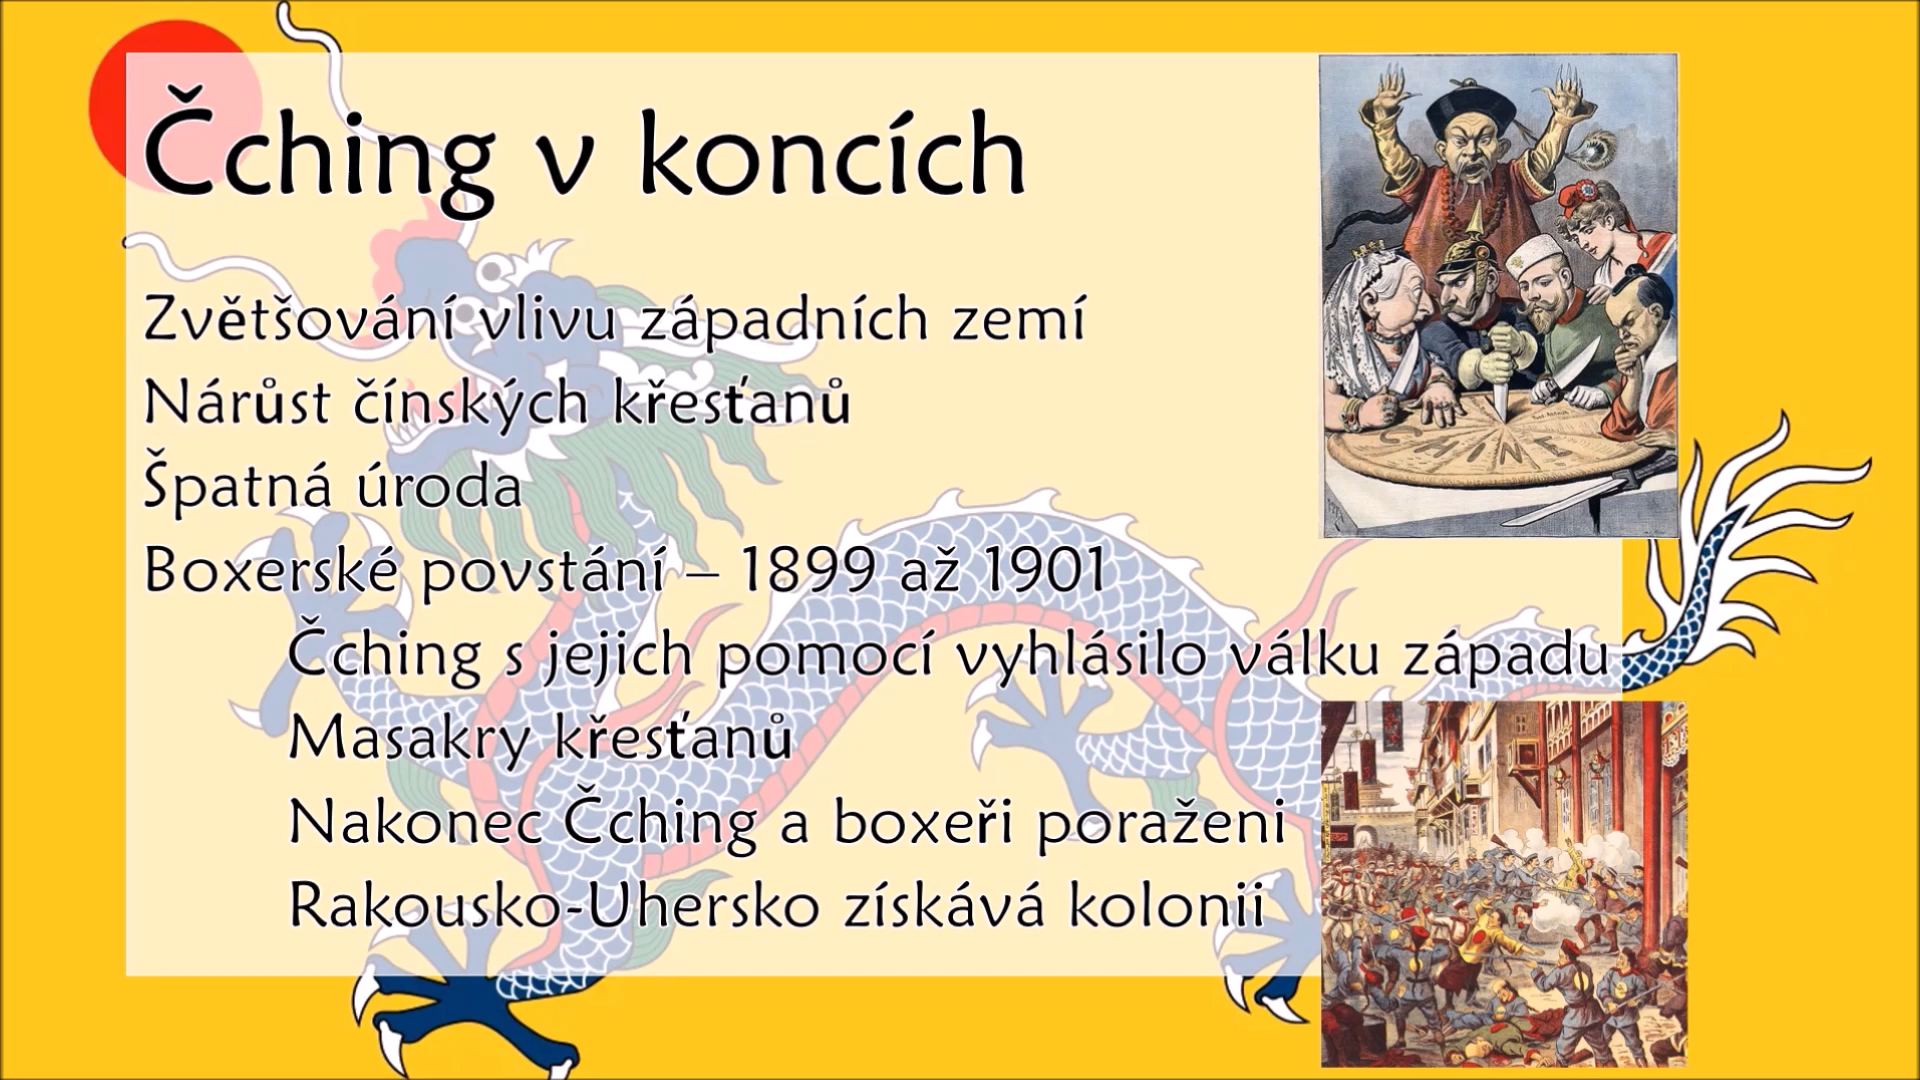 Čching v koncích
Zvětšování vlivu západních zemí
Nárůst čínských křesťanů
Špatná úroda
Boxerské povstání – 1899 až 1901
Čching s jejich pomocí vyhlásilo válku západu
Masakry křesťanů
Nakonec Čching a boxeři poraženi
Rakousko-Uhersko získává kolonii
CHINE